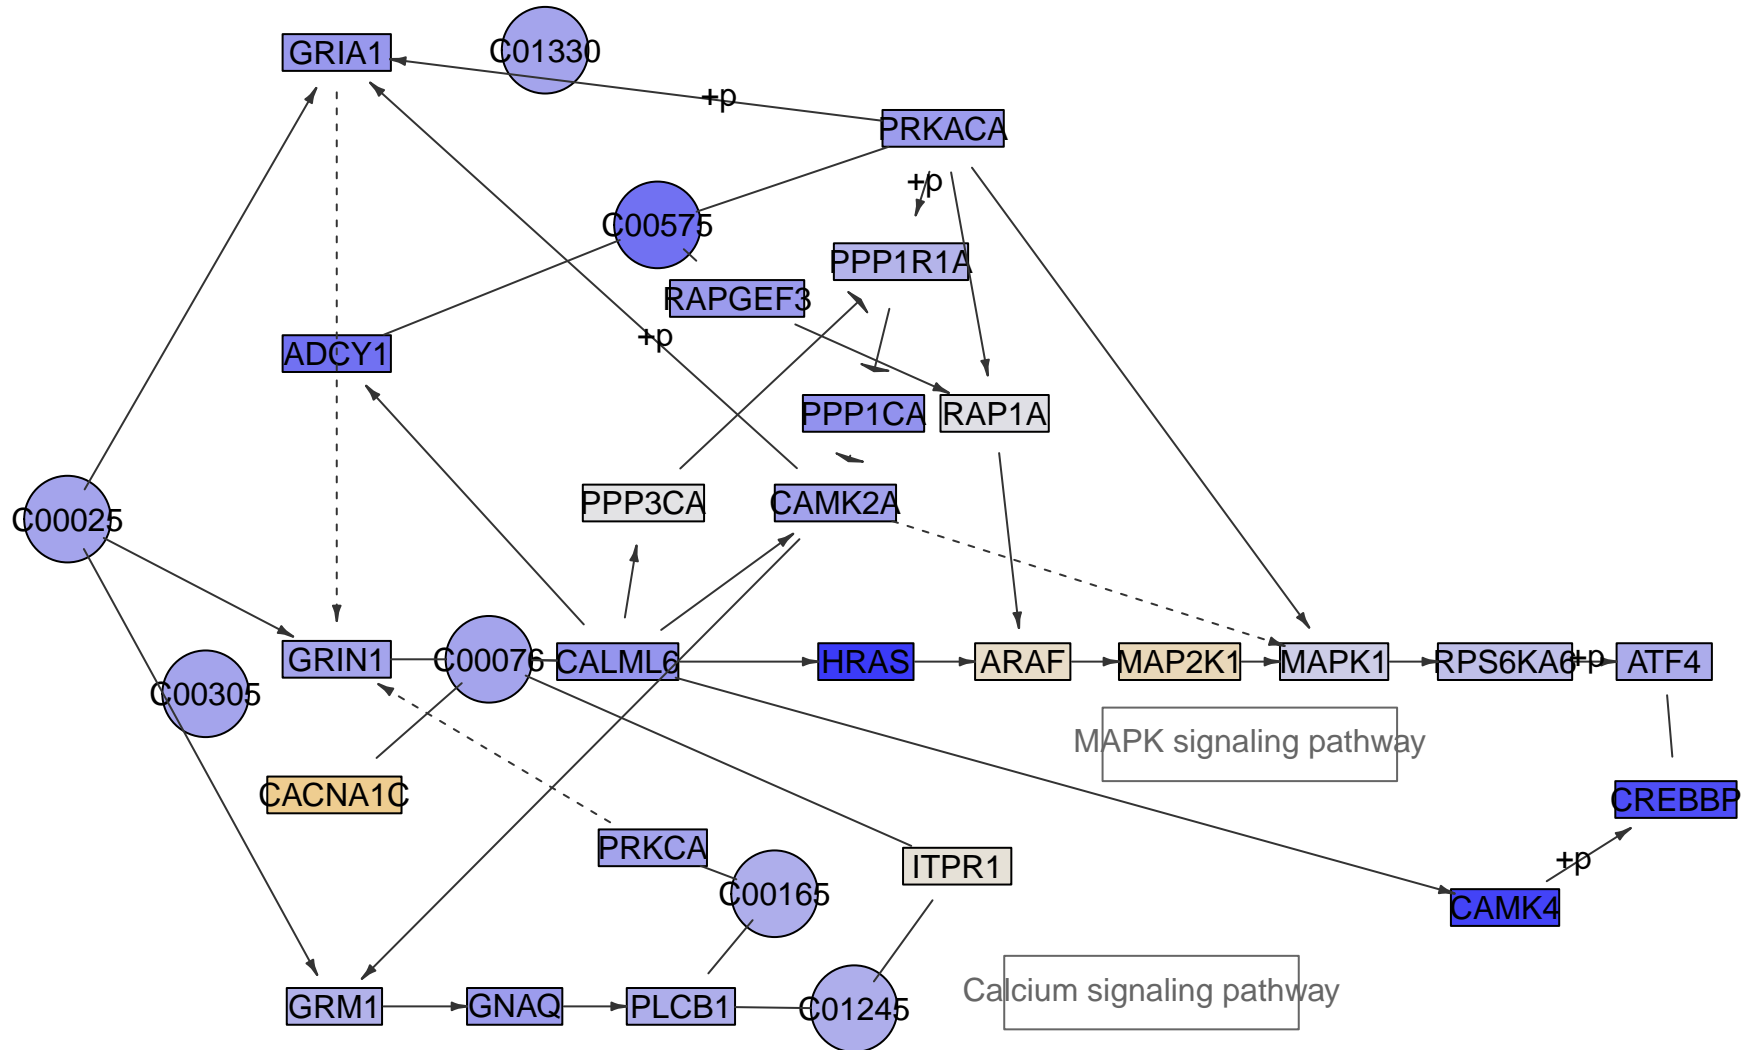 GRIA1
C01330
+p
PRKACA
+p
C00575
PPP1R1A
RAPGEF3
+p
ADCY1
PPP1CA
RAP1A
PPP3CA
CAMK2A
C00025
GRIN1
C00076
CALML6
HRAS
ARAF
MAP2K1
MAPK1
RPS6KA6
+p
ATF4
C00305
MAPK signaling pathway
CACNA1C
CREBBP
PRKCA
ITPR1
+p
C00165
CAMK4
Calcium signaling pathway
GRM1
GNAQ
PLCB1
C01245